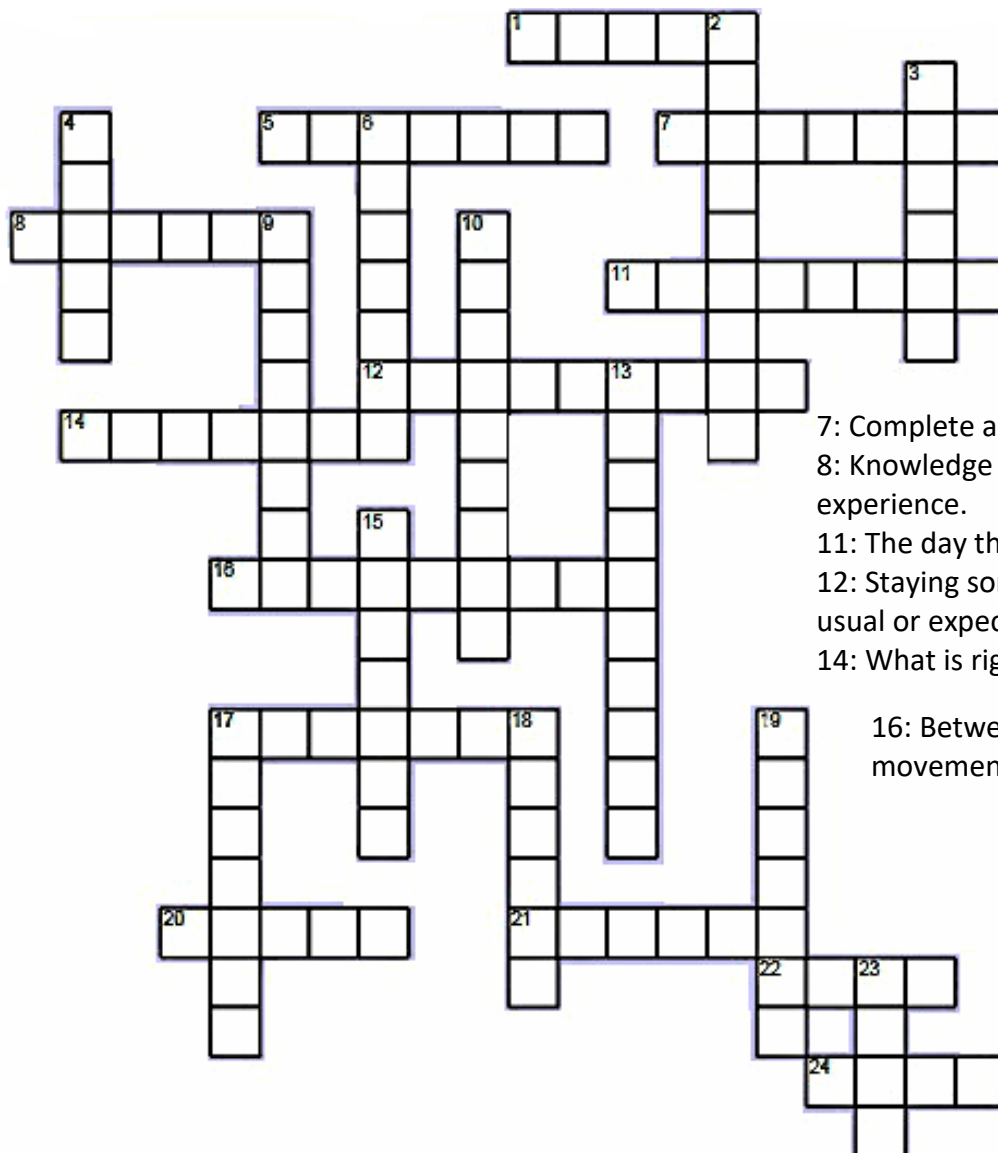 1 2
3
4 5 6 7
8 9 10
11
12 13
14
7: Complete a
8: Knowledge
experience.
11: The day th
12: Staying so
usual or expec
14: What is rig
15
16
16: Betwe
movemen
17 18 19
20 21
22 23
24